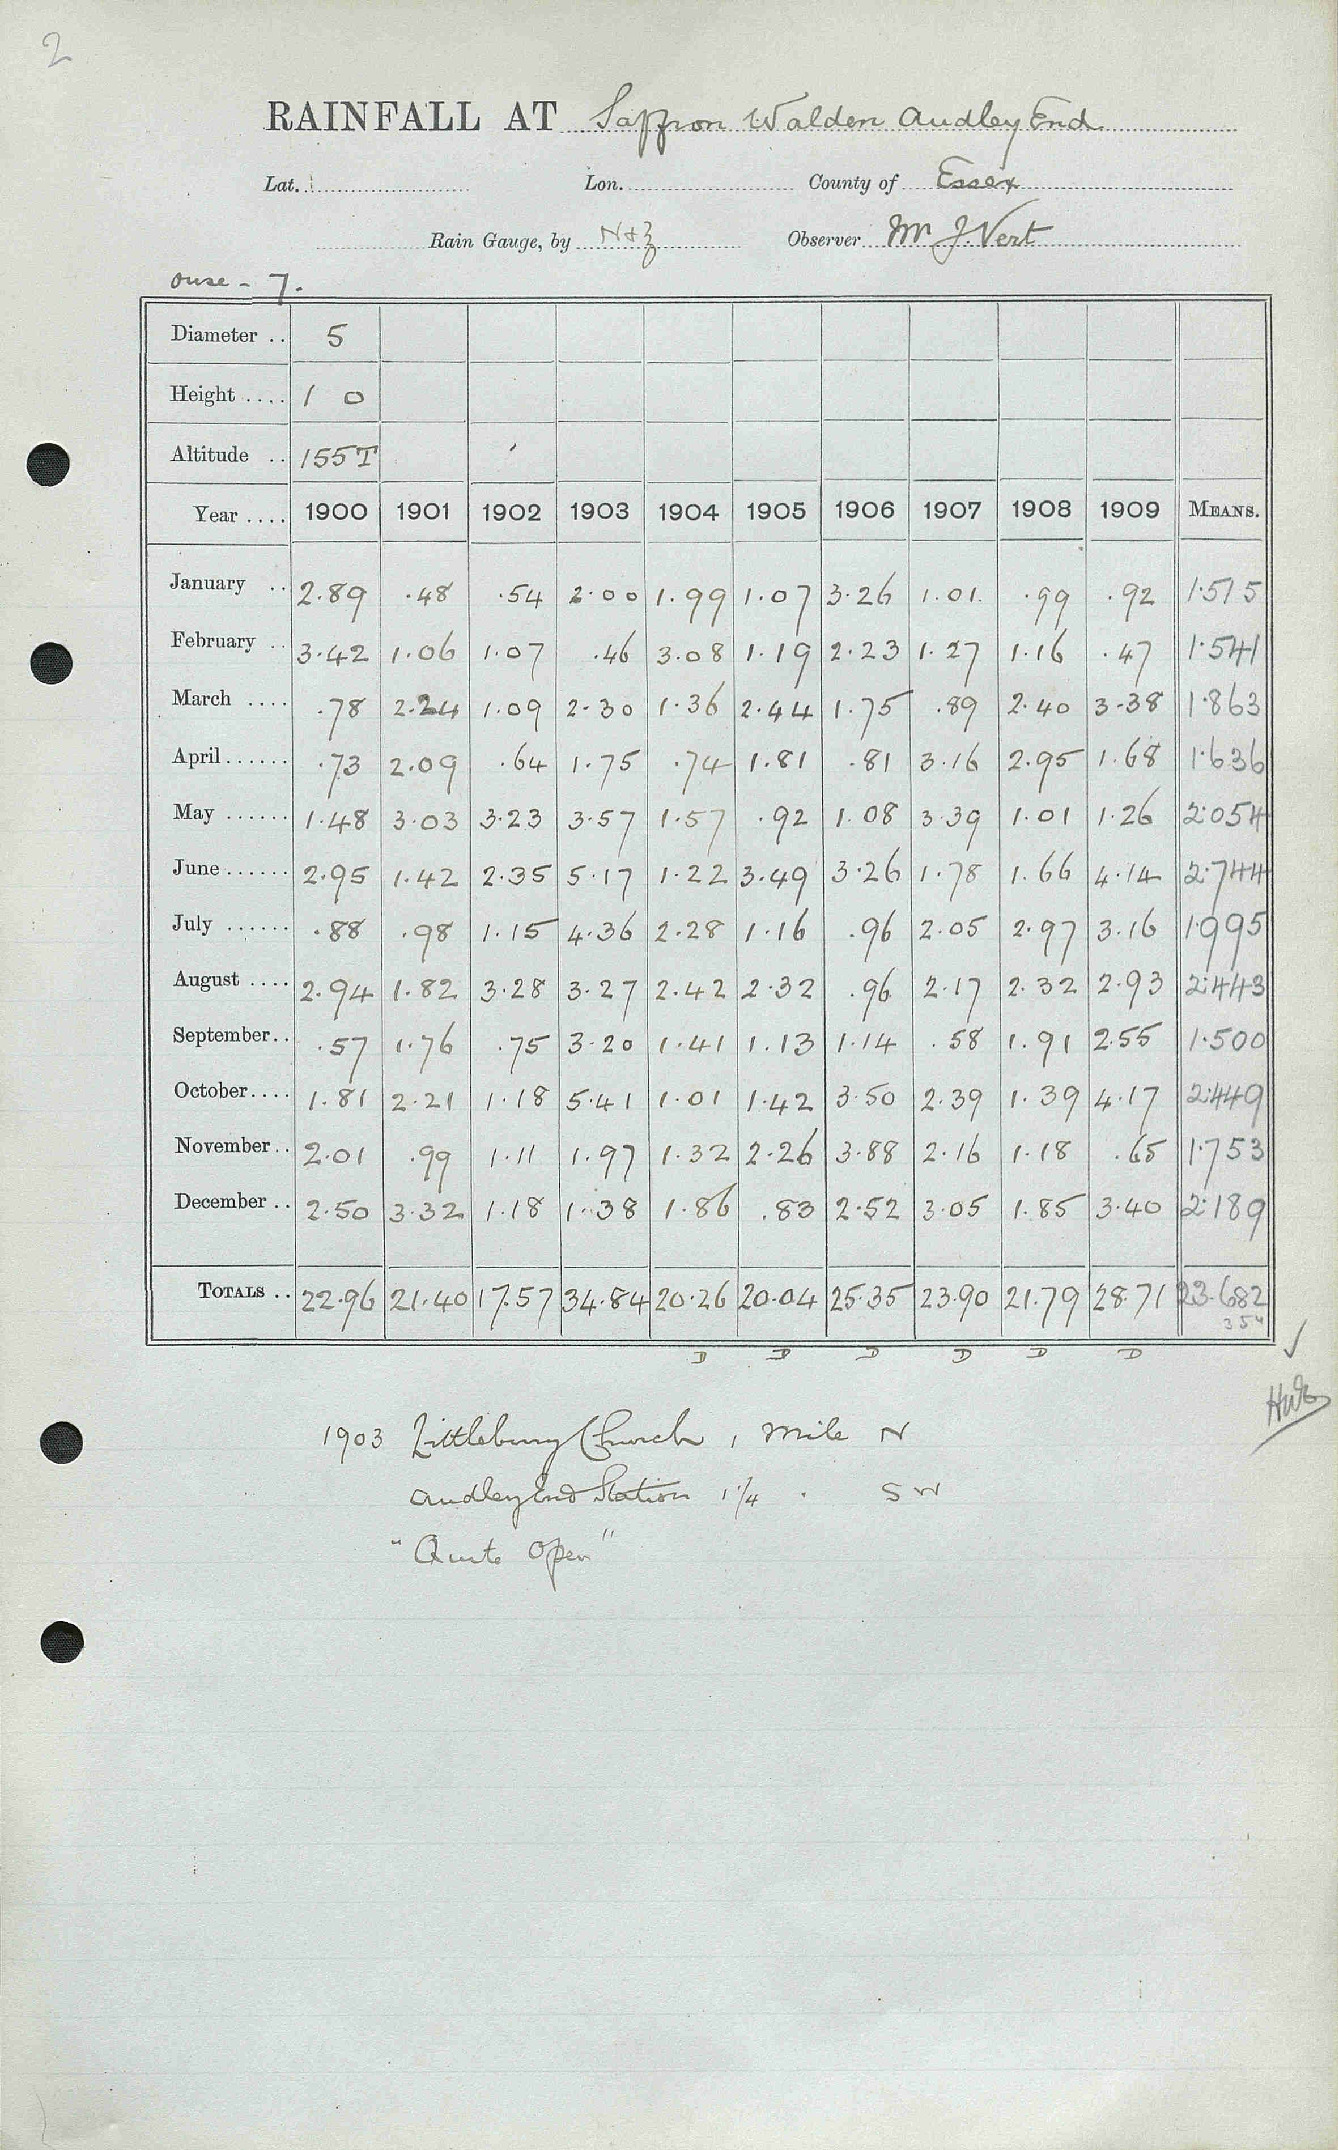 2
RAINFALL AT Saffron Walden Audley End
Lat. Lon. County of Essex
Rain Gauge, by N+Z Observer Mr J. Vert
Ouse - 7.
Diameter .. 5
Height .... 1 0
Altitude .. 155T
Year .... 1900 1901 1902 1903 1904 1905 1906 1907 1908 1909 MEANS.
January .. 2.89 .48 .54 2.00 1.99 1.07 3.26 1.01 .99 .92 1.515
February .. 3.42 1.06 1.07 .46 3.08 1.19 2.23 1.27 1.16 .47 1.541
March .... .78 2.24 1.09 2.30 1.36 2.44 1.75 .89 2.40 3.38 1.863
April ...... .73 2.09 .64 1.75 .74 1.81 .81 3.16 2.95 1.68 1.636
May ...... 1.48 3.03 3.23 3.57 1.57 .92 1.08 3.39 1.01 1.26 2.054
June ...... 2.95 1.42 2.35 5.17 1.22 3.49 3.26 1.78 1.66 4.14 2.744
July ...... .88 .98 1.15 4.36 2.28 1.16 .96 2.05 2.97 3.16 1.995
August .... 2.94 1.82 3.28 3.27 2.42 2.32 .96 2.17 2.32 2.93 2.443
September .. .57 1.76 .75 3.20 1.41 1.13 1.14 .58 1.91 2.55 1.500
October .... 1.81 2.21 1.18 5.41 1.01 1.42 3.50 2.39 1.39 4.17 2.449
November .. 2.01 .99 1.11 1.97 1.32 2.26 3.88 2.16 1.18 .65 1.753
December .. 2.50 3.32 1.18 1.38 1.86 .83 2.52 3.05 1.85 3.40 2.189
TOTALS .. 22.96 21.40 17.57 34.84 20.26 20.04 25.35 23.90 21.79 28.71 23.682
354
D D D D D D
1903 Littlebury Church 1 mile N
Audley End Station 1 1/4 . SW
"Quite Open"